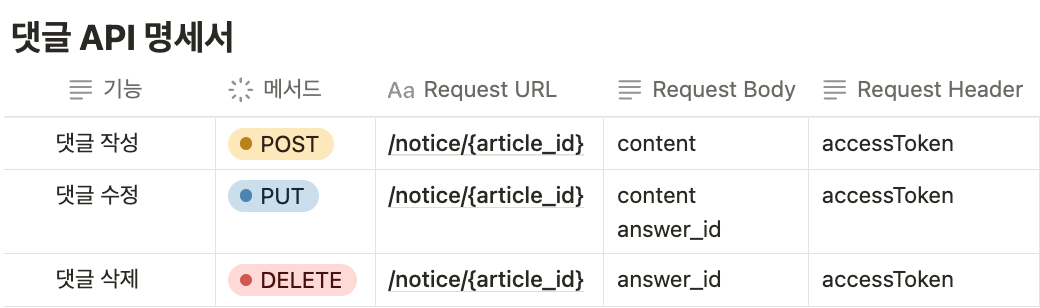 댓글 API 명세서
기능 메서드 Aa Request URL Request Body Request Header
댓글 작성 POST /notice/{article_id} content accessToken
댓글 수정 PUT /notice/{article_id} content accessToken
answer_id
댓글 삭제 DELETE /notice/{article_id} answer_id accessToken